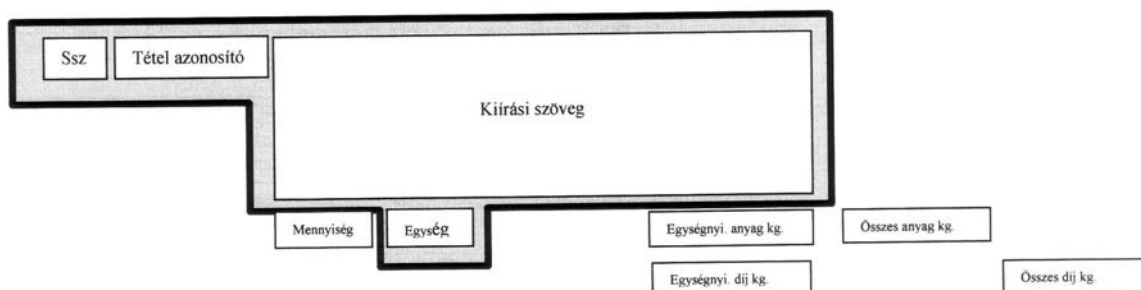 Ssz
Tétel azonosító
Kiírási szöveg
Mennyiség
Egység
Egységnyi. anyag kg.
Összes anyag kg.
Egységnyi. díj kg.
Összes díj kg.